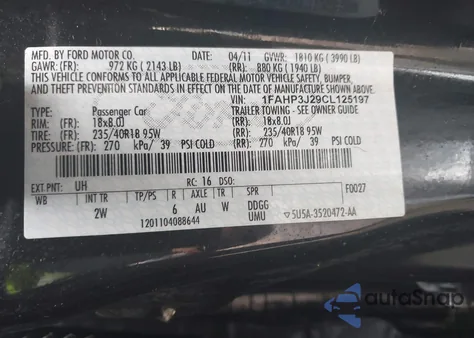 MFD. BY FORD MOTOR CO. DATE: 04/11 GVWR: 1810 KG ( 3990 LB)
GAWR: (FR): 972 KG ( 2143 LB) (RR): 880 KG ( 1940 LB)
THIS VEHICLE CONFORMS TO ALL APPLICABLE FEDERAL MOTOR VEHICLE SAFETY, BUMPER,
AND THEFT PREVENTION STANDARDS IN EFFECT ON THE DATE OF MANUFACTURE SHOWN ABOVE.
VIN: 1FAHP3J29CL125197
TYPE: Passenger Car TRAILER TOWING - SEE OWNER GUIDE
RIM: (FR) 18x8.0J (RR): 18x8.0J
TIRE: (FR) 235/40R18 95W (RR): 235/40R18 95W
PRESSURE: (FR): 270 kPa/ 39 PSI COLD (RR): 270 kPa/ 39 PSI COLD
EXT PNT: UH RC: 16 DSO: F0027
WB INT TR TP/PS R AXLE TR SPR
2W 6 AU W DDGG
UMU 5U5A-3520472-AA
1201104088644
autoSnap